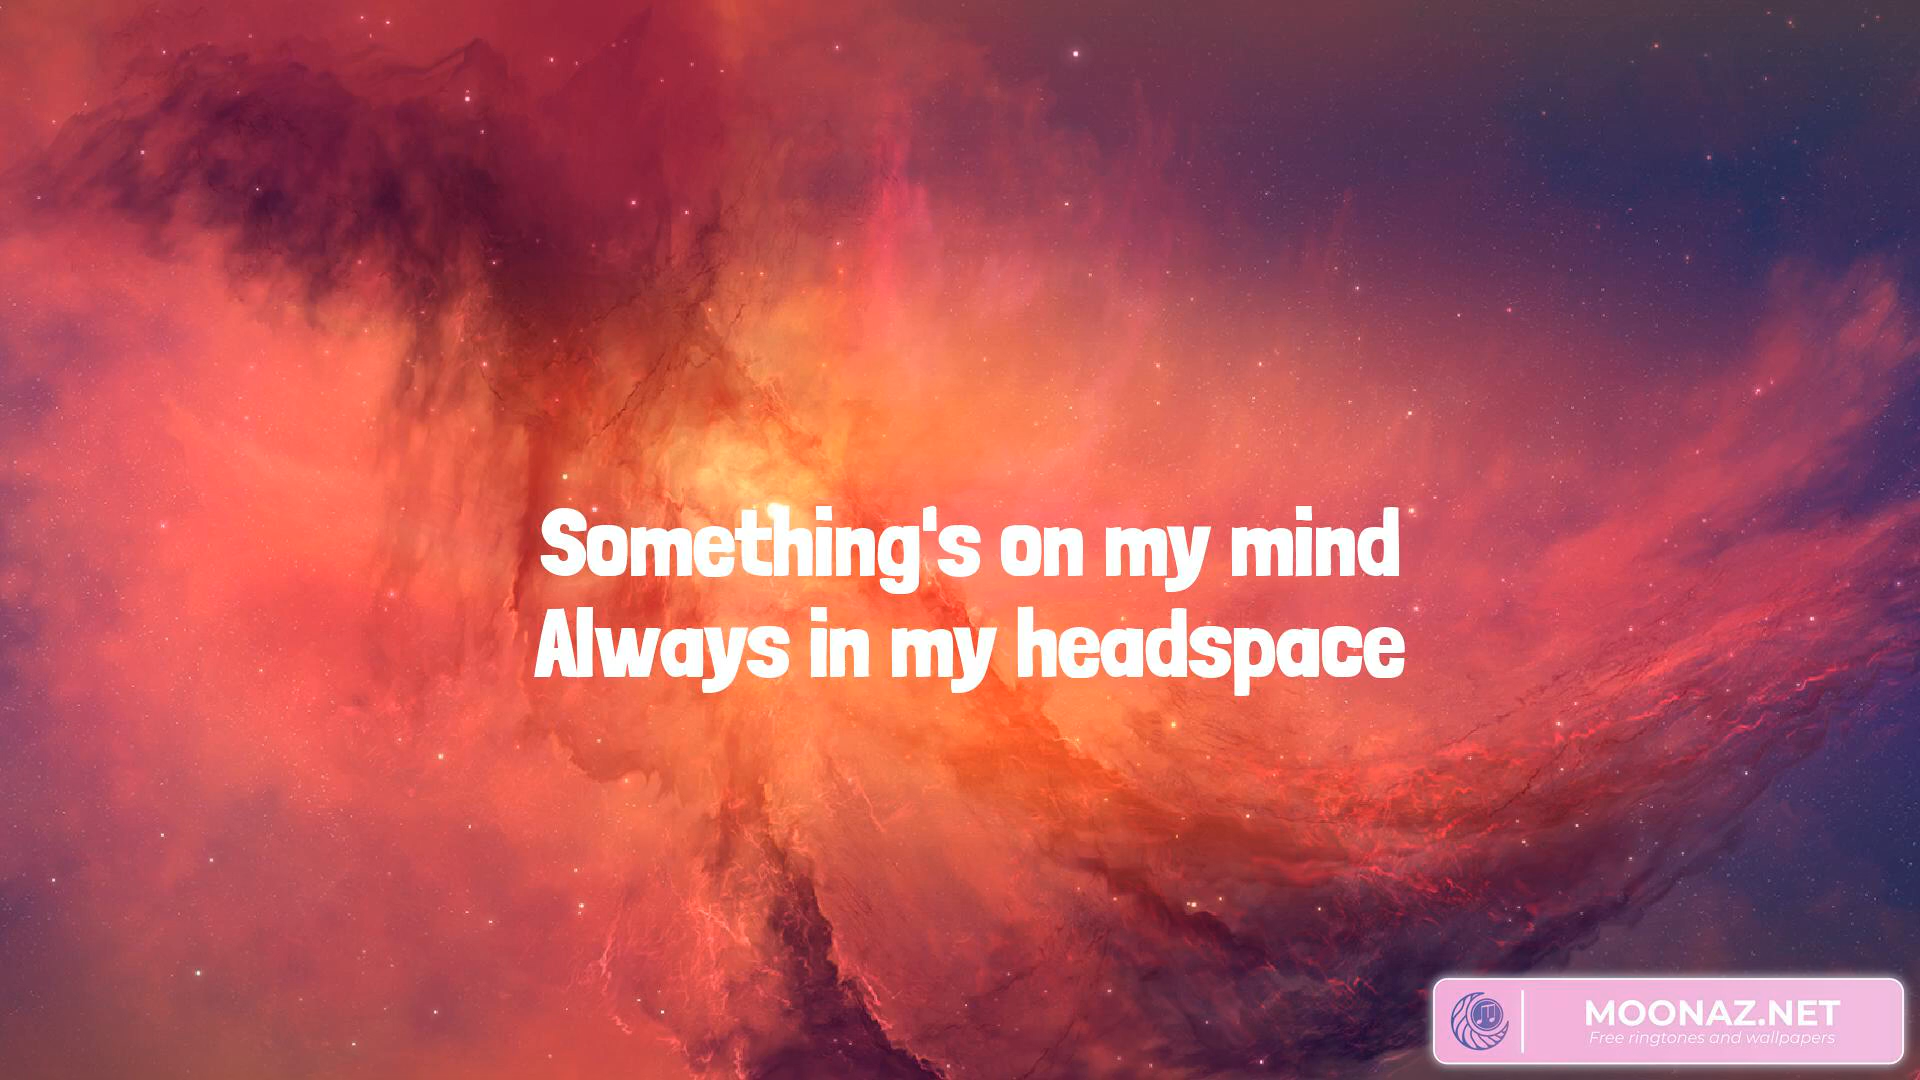 Something's on my mind
Always in my headspace
MOONAZ.NET
Free ringtones and wallpapers